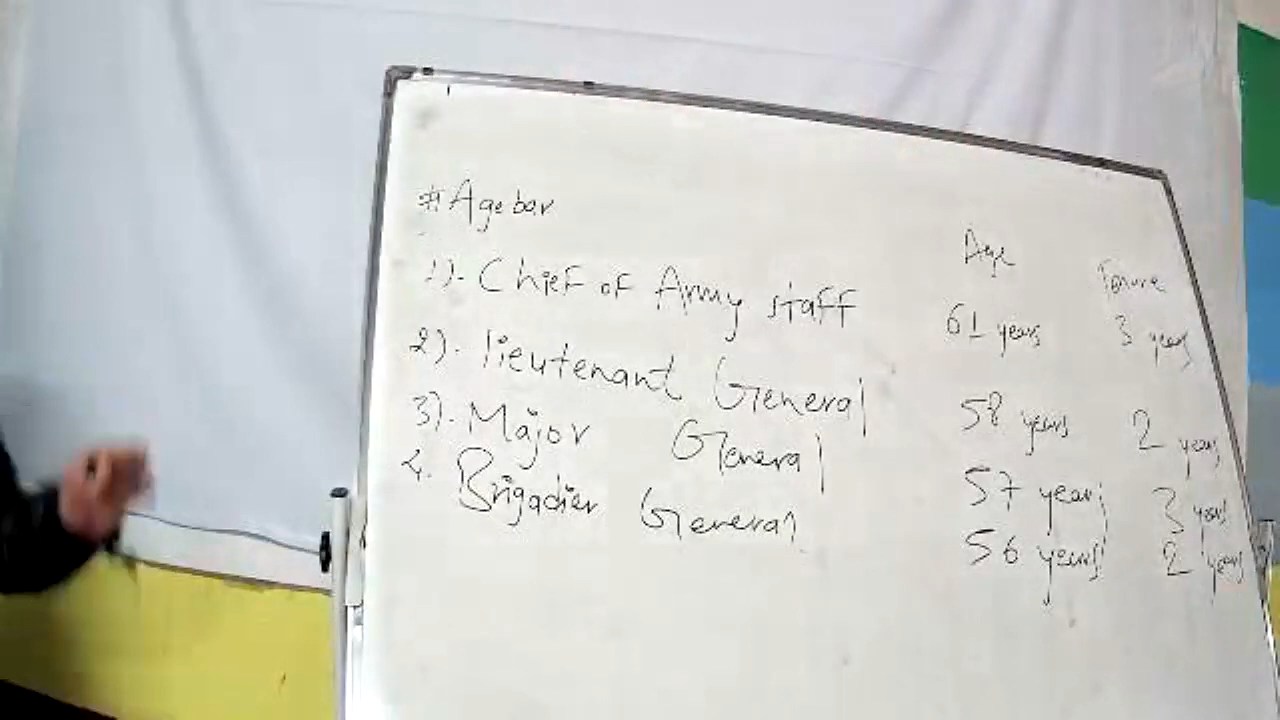 # Age bar
Age Tenure
1). Chief of Army staff 61 years 3 years
2). lieutenant General 58 years 2 years
3). Major General 57 years 3 years
4. Brigadier General 56 years 2 years